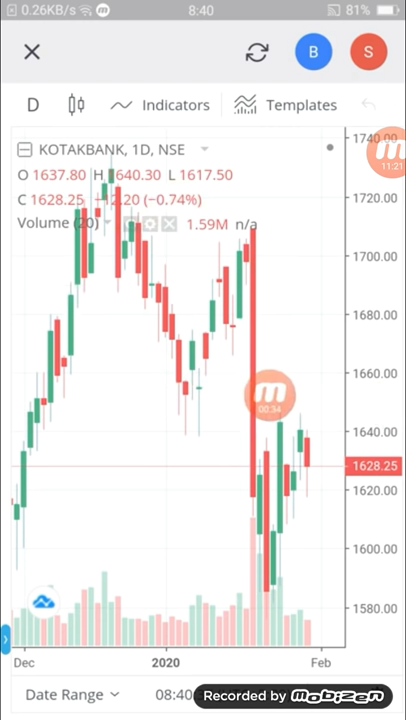 0.26KB/s 8:40 81%
B S
D Indicators Templates
KOTAKBANK, 1D, NSE
O 1637.80 H 1640.30 L 1617.50
C 1628.25 −12.20 (−0.74%)
Volume (20) 1.59M n/a
11:21
00:34
1740.00
1720.00
1700.00
1680.00
1660.00
1640.00
1628.25
1620.00
1600.00
1580.00
Dec 2020 Feb
Date Range 08:40
Recorded by mobizen